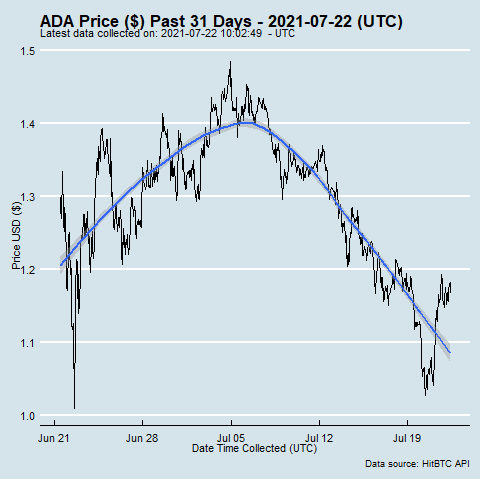 ADA Price ($) Past 31 Days - 2021-07-22 (UTC)
Latest data collected on: 2021-07-22 10:02:49 - UTC
1.5
1.4
1.3
1.2
1.1
1.0
Price USD ($)
Jun 21 Jun 28 Jul 05 Jul 12 Jul 19
Date Time Collected (UTC)
Data source: HitBTC API